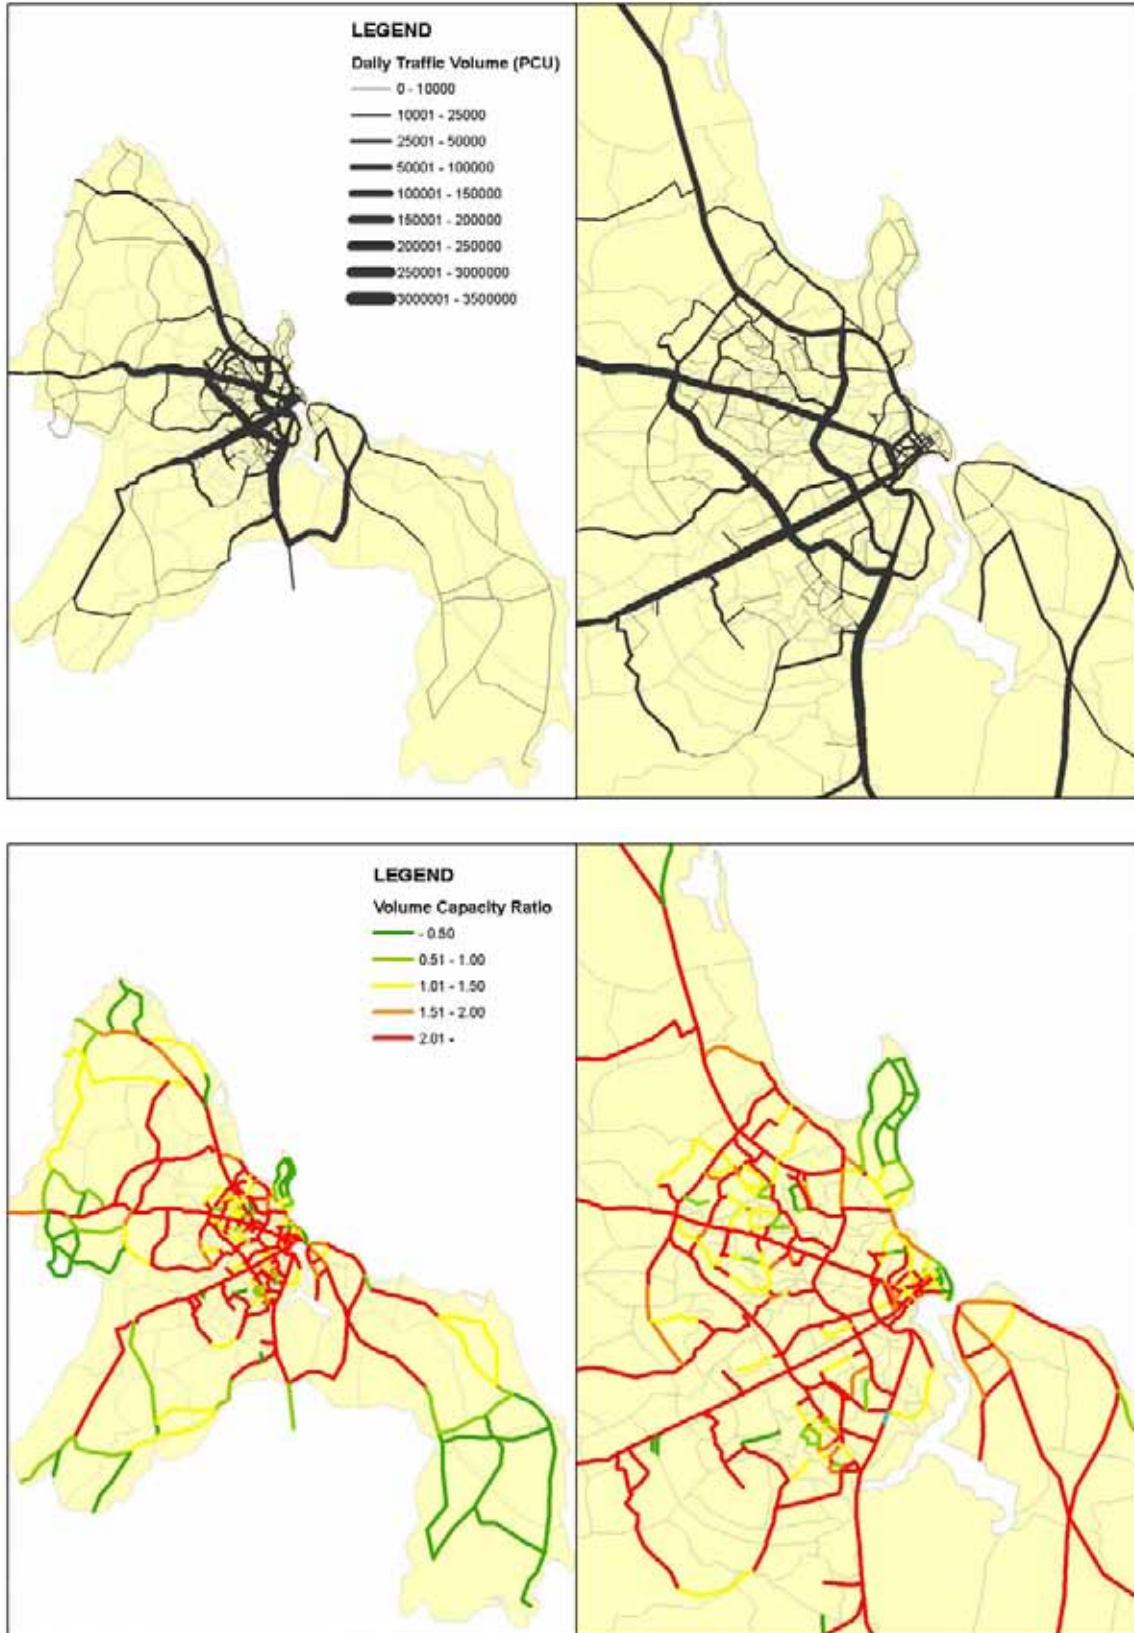 LEGEND
Daily Traffic Volume (PCU)
0 - 10000
10001 - 25000
25001 - 50000
50001 - 100000
100001 - 150000
150001 - 200000
200001 - 250000
250001 - 3000000
3000001 - 3500000
LEGEND
Volume Capacity Ratio
- 0.50
0.51 - 1.00
1.01 - 1.50
1.51 - 2.00
2.01 -